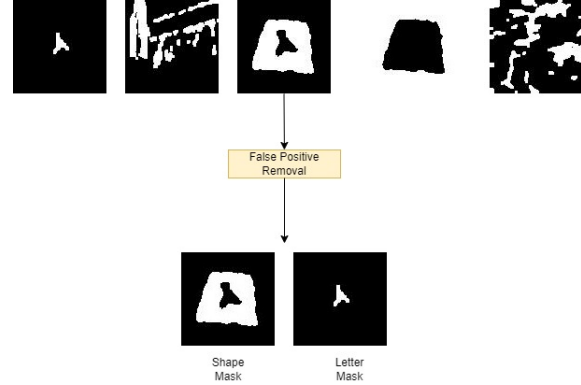 False Positive
Removal
Shape
Mask
Letter
Mask